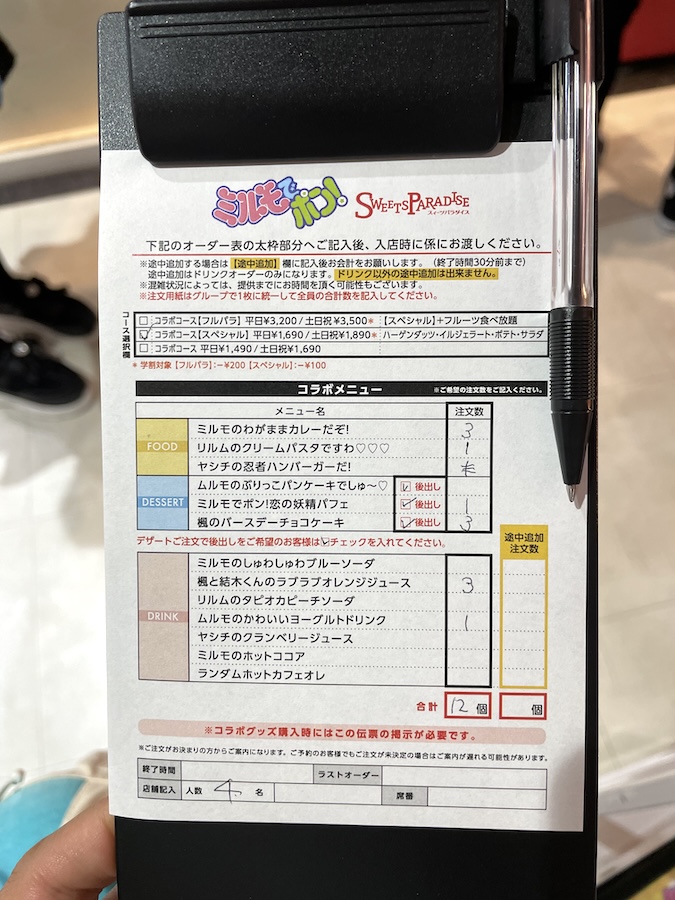 ミルモでポン! SWEETS PARADISE
スイーツパラダイス
下記のオーダー表の太枠部分へご記入後、入店時に係にお渡しください。
※途中追加する場合は【途中追加】欄に記入後お会計をお願いします。(終了時間30分前まで)
途中追加はドリンクオーダーのみになります。ドリンク以外の途中追加は出来ません。
※混雑状況によっては、提供までにお時間を頂く可能性もございます。
※注文用紙はグループで1枚に統一して全員の合計数を記入してください。
コース選択欄
コラボコース【フルパラ】平日¥3,200/土日祝¥3,500* 【スペシャル】+フルーツ食べ放題
コラボコース【スペシャル】平日¥1,690/土日祝¥1,890* ハーゲンダッツ・イルジェラート・ポテト・サラダ
コラボコース 平日¥1,490/土日祝¥1,690
*学割対象【フルパラ】:−¥200【スペシャル】:−¥100
コラボメニュー ※ご希望の注文数をご記入ください。
メニュー名 注文数
FOOD
ミルモのわがままカレーだぞ! 3
リルムのクリームパスタですわ♡♡♡ 1
ヤシチの忍者ハンバーガーだ!
DESSERT
ムルモのぶりっこパンケーキでしゅ〜♡ 後出し
ミルモでポン!恋の妖精パフェ 後出し 1
楓のバースデーチョコケーキ 後出し 3
デザートご注文で後出しをご希望のお客様は☑チェックを入れてください。
途中追加
注文数
DRINK
ミルモのしゅわしゅわブルーソーダ
楓と結木くんのラブラブオレンジジュース 3
リルムのタピオカピーチソーダ
ムルモのかわいいヨーグルトドリンク 1
ヤシチのクランベリージュース
ミルモのホットココア
ランダムホットカフェオレ
合計 12 個 個
※コラボグッズ購入時にはこの伝票の掲示が必要です。
※ご注文がお決まりの方からご案内になります。ご予約のお客様でもご注文が未決定の場合はご案内が遅れる可能性があります。
終了時間 ラストオーダー
店舗記入 人数 4 名 席番